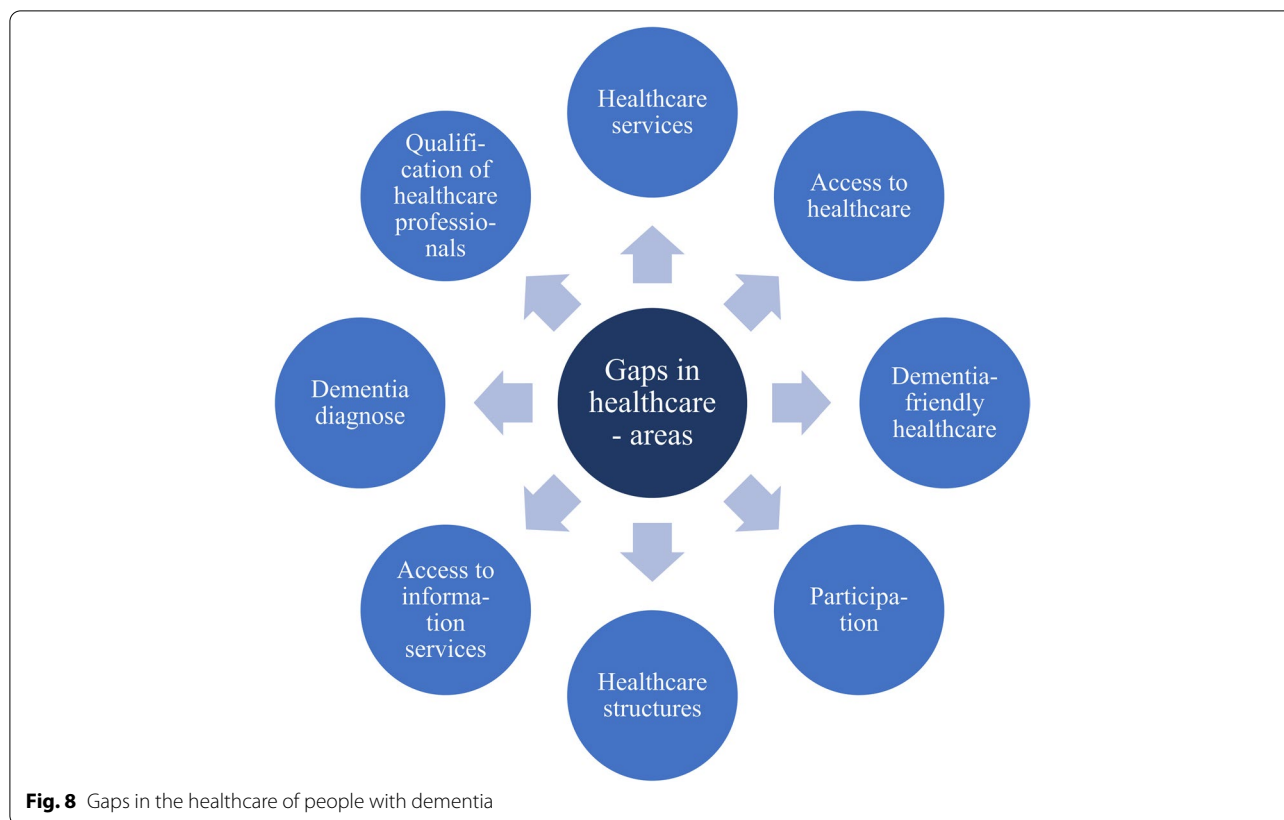 Healthcare
services
Access to
healthcare
Dementia-
friendly
healthcare
Participa-
tion
Healthcare
structures
Access to
informa-
tion
services
Dementia
diagnose
Qualifi-
cation of
healthcare
professio-
nals
Gaps in
healthcare
- areas
Fig. 8 Gaps in the healthcare of people with dementia